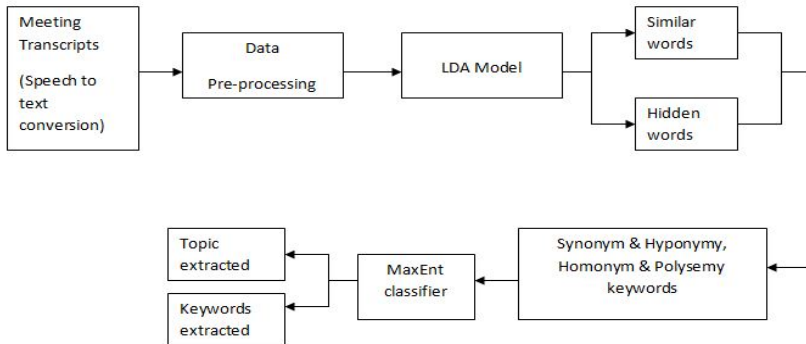 Meeting
Transcripts
(Speech to
text
conversion)
Data
Pre-processing
LDA Model
Similar
words
Hidden
words
Synonym & Hyponymy,
Homonym & Polysemy
keywords
MaxEnt
classifier
Topic
extracted
Keywords
extracted